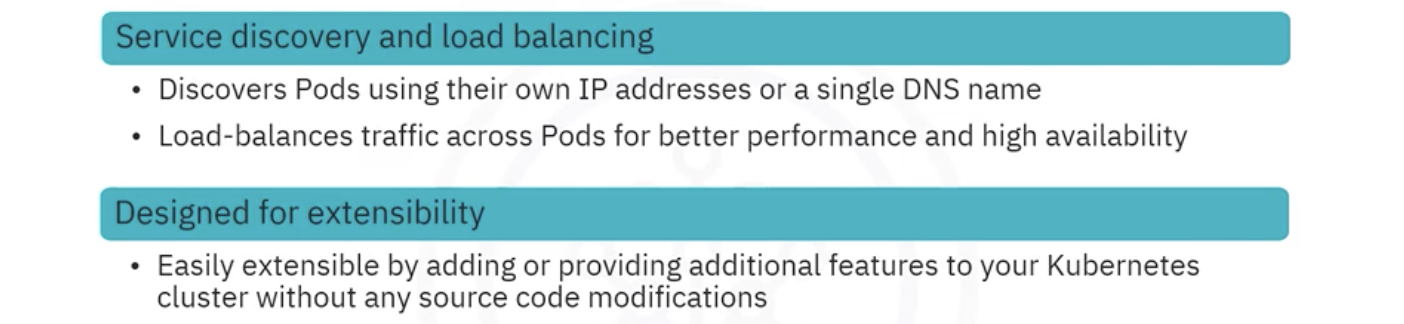 Service discovery and load balancing
• Discovers Pods using their own IP addresses or a single DNS name
• Load-balances traffic across Pods for better performance and high availability
Designed for extensibility
• Easily extensible by adding or providing additional features to your Kubernetes
cluster without any source code modifications